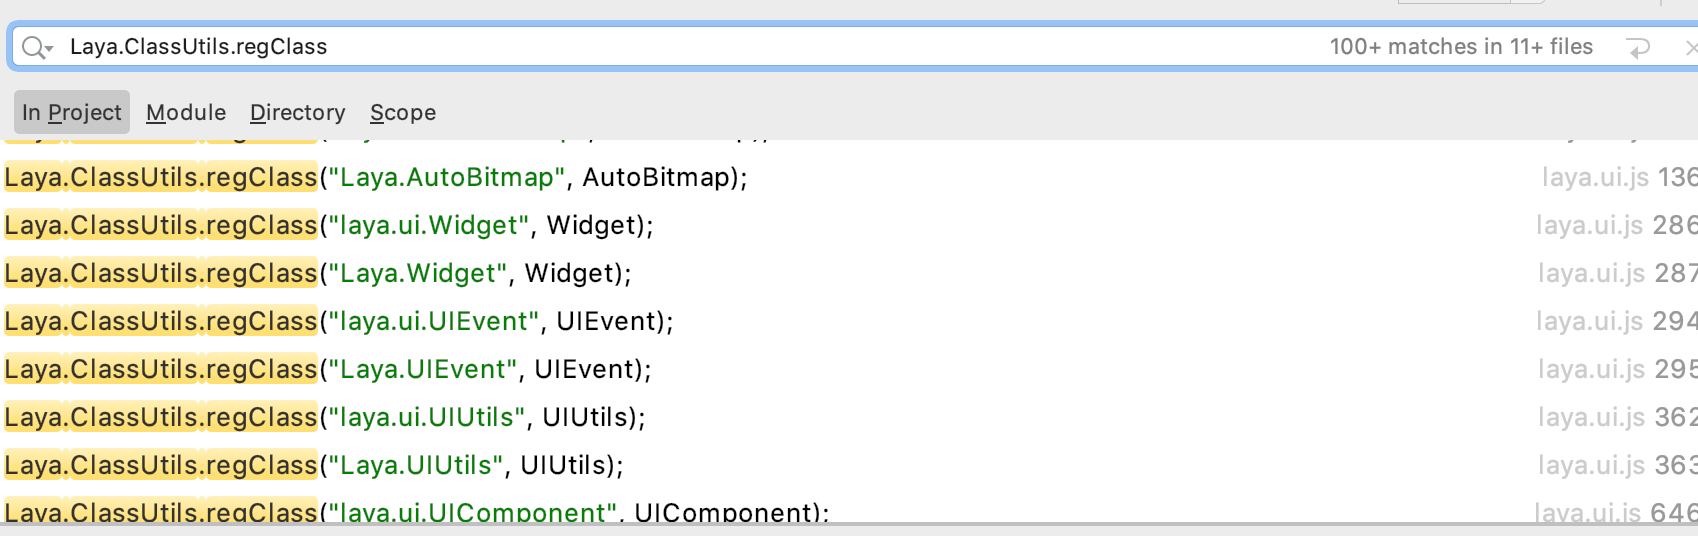 Laya.ClassUtils.regClass 100+ matches in 11+ files
In Project Module Directory Scope
Laya.ClassUtils.regClass("Laya.AutoBitmap", AutoBitmap); laya.ui.js 136
Laya.ClassUtils.regClass("laya.ui.Widget", Widget); laya.ui.js 286
Laya.ClassUtils.regClass("Laya.Widget", Widget); laya.ui.js 287
Laya.ClassUtils.regClass("laya.ui.UIEvent", UIEvent); laya.ui.js 294
Laya.ClassUtils.regClass("Laya.UIEvent", UIEvent); laya.ui.js 295
Laya.ClassUtils.regClass("laya.ui.UIUtils", UIUtils); laya.ui.js 362
Laya.ClassUtils.regClass("Laya.UIUtils", UIUtils); laya.ui.js 363
Laya.ClassUtils.regClass("laya.ui.UIComponent", UIComponent); laya.ui.js 646